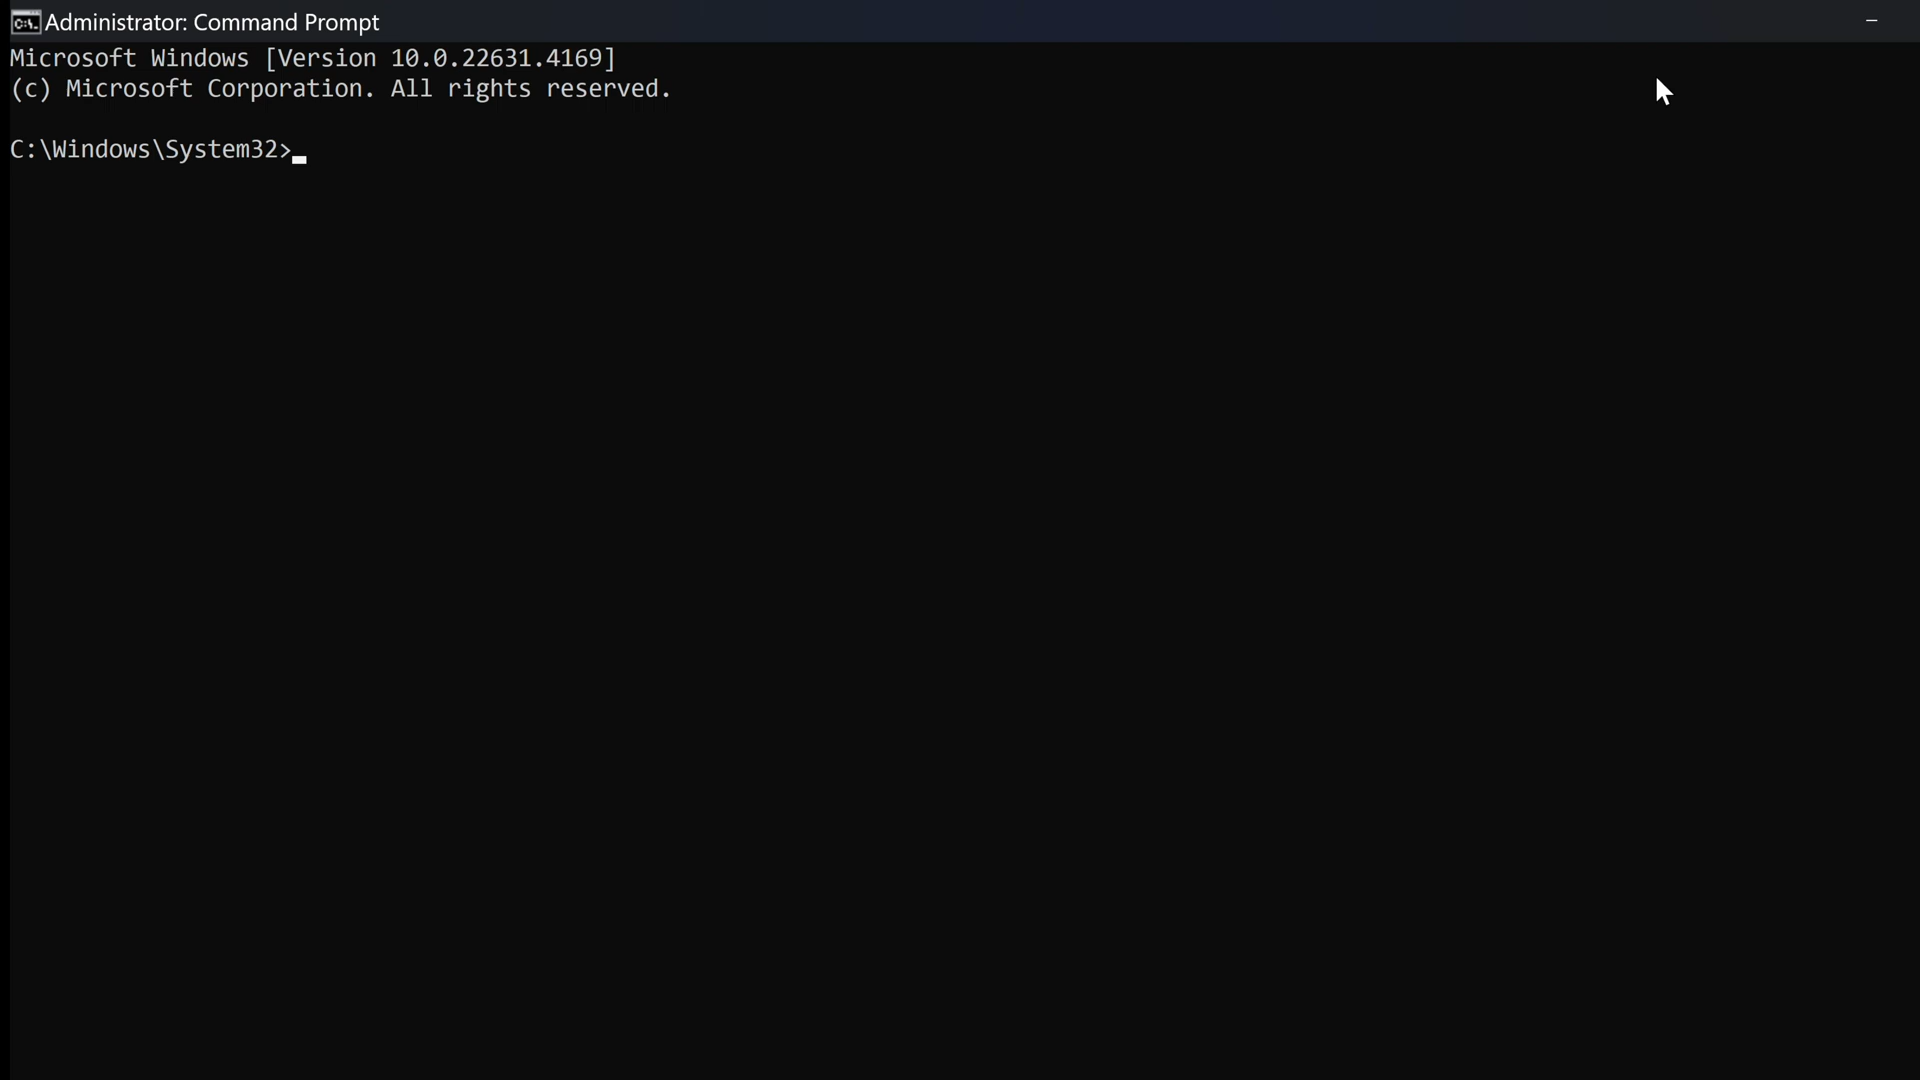 Administrator: Command Prompt
Microsoft Windows [Version 10.0.22631.4169]
(c) Microsoft Corporation. All rights reserved.
C:\Windows\System32>